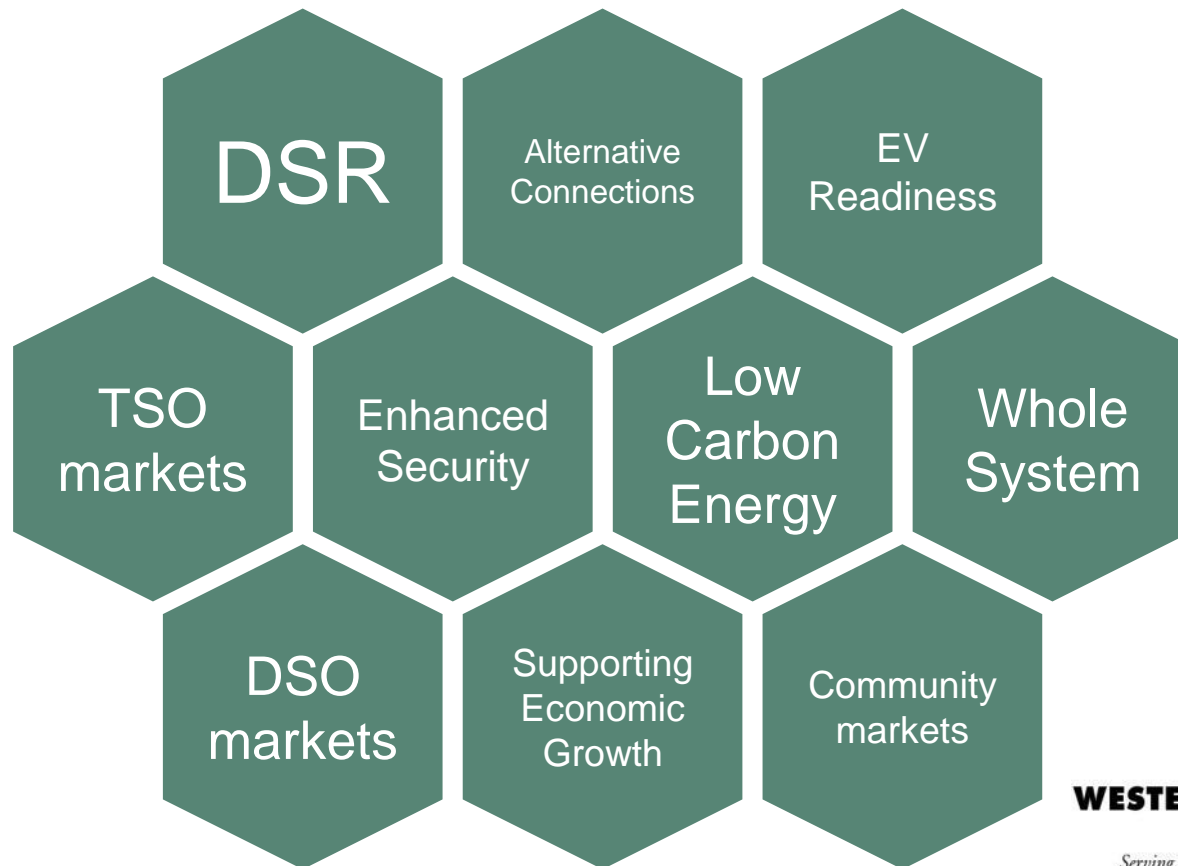 DSR
Alternative
Connections
EV
Readiness
TSO
markets
Enhanced
Security
Low
Carbon
Energy
Whole
System
DSO
markets
Supporting
Economic
Growth
Community
markets
WESTE
Serving